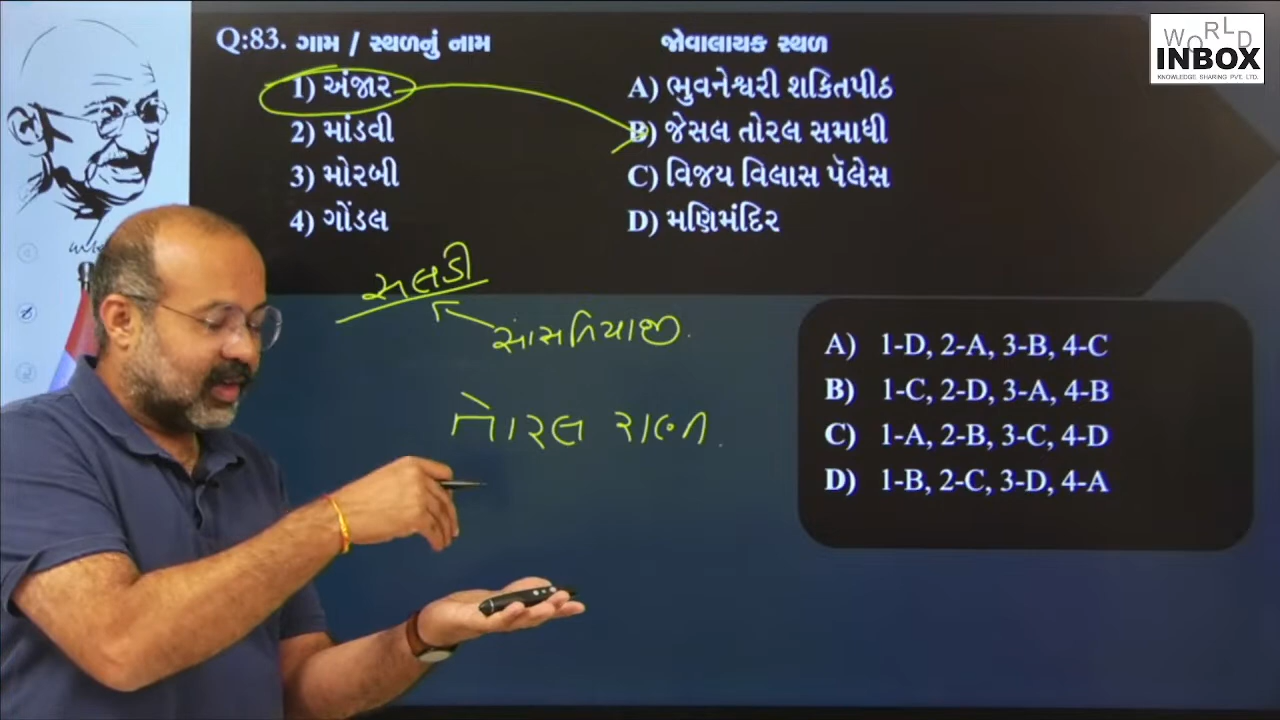 Q:83. ગામ / સ્થળનું નામ
જોવાલાયક સ્થળ
1) અંજાર
A) ભુવનેશ્વરી શક્તિપીઠ
2) માંડવી
B) જેસલ તોરલ સમાધી
3) મોરબી
C) વિજય વિલાસ પૅલેસ
4) ગોંડલ
D) મણિમંદિર
WORLD
INBOX
KNOWLEDGE SHARING PVT. LTD.
સલડી
સાંસતિયાજી.
તોરલ રાણી.
A) 1-D, 2-A, 3-B, 4-C
B) 1-C, 2-D, 3-A, 4-B
C) 1-A, 2-B, 3-C, 4-D
D) 1-B, 2-C, 3-D, 4-A